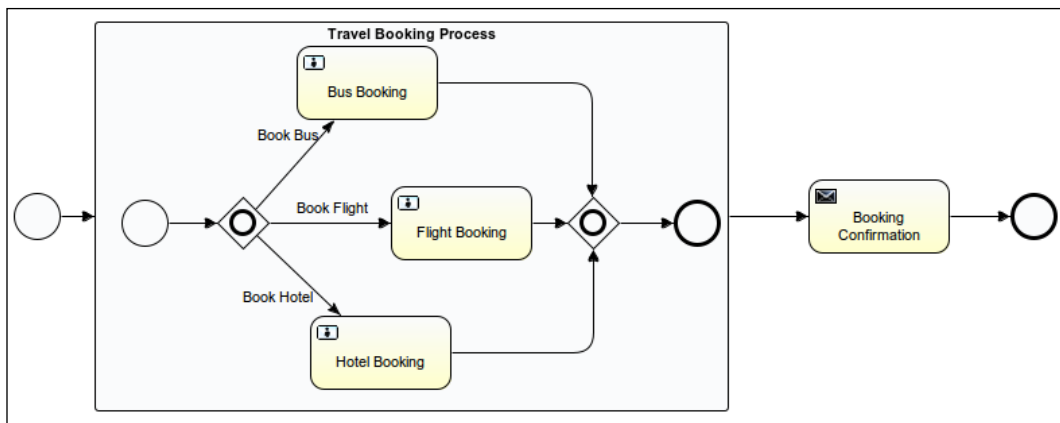 Travel Booking Process
Bus Booking
Book Bus
Book Flight
Flight Booking
Booking
Confirmation
Book Hotel
Hotel Booking